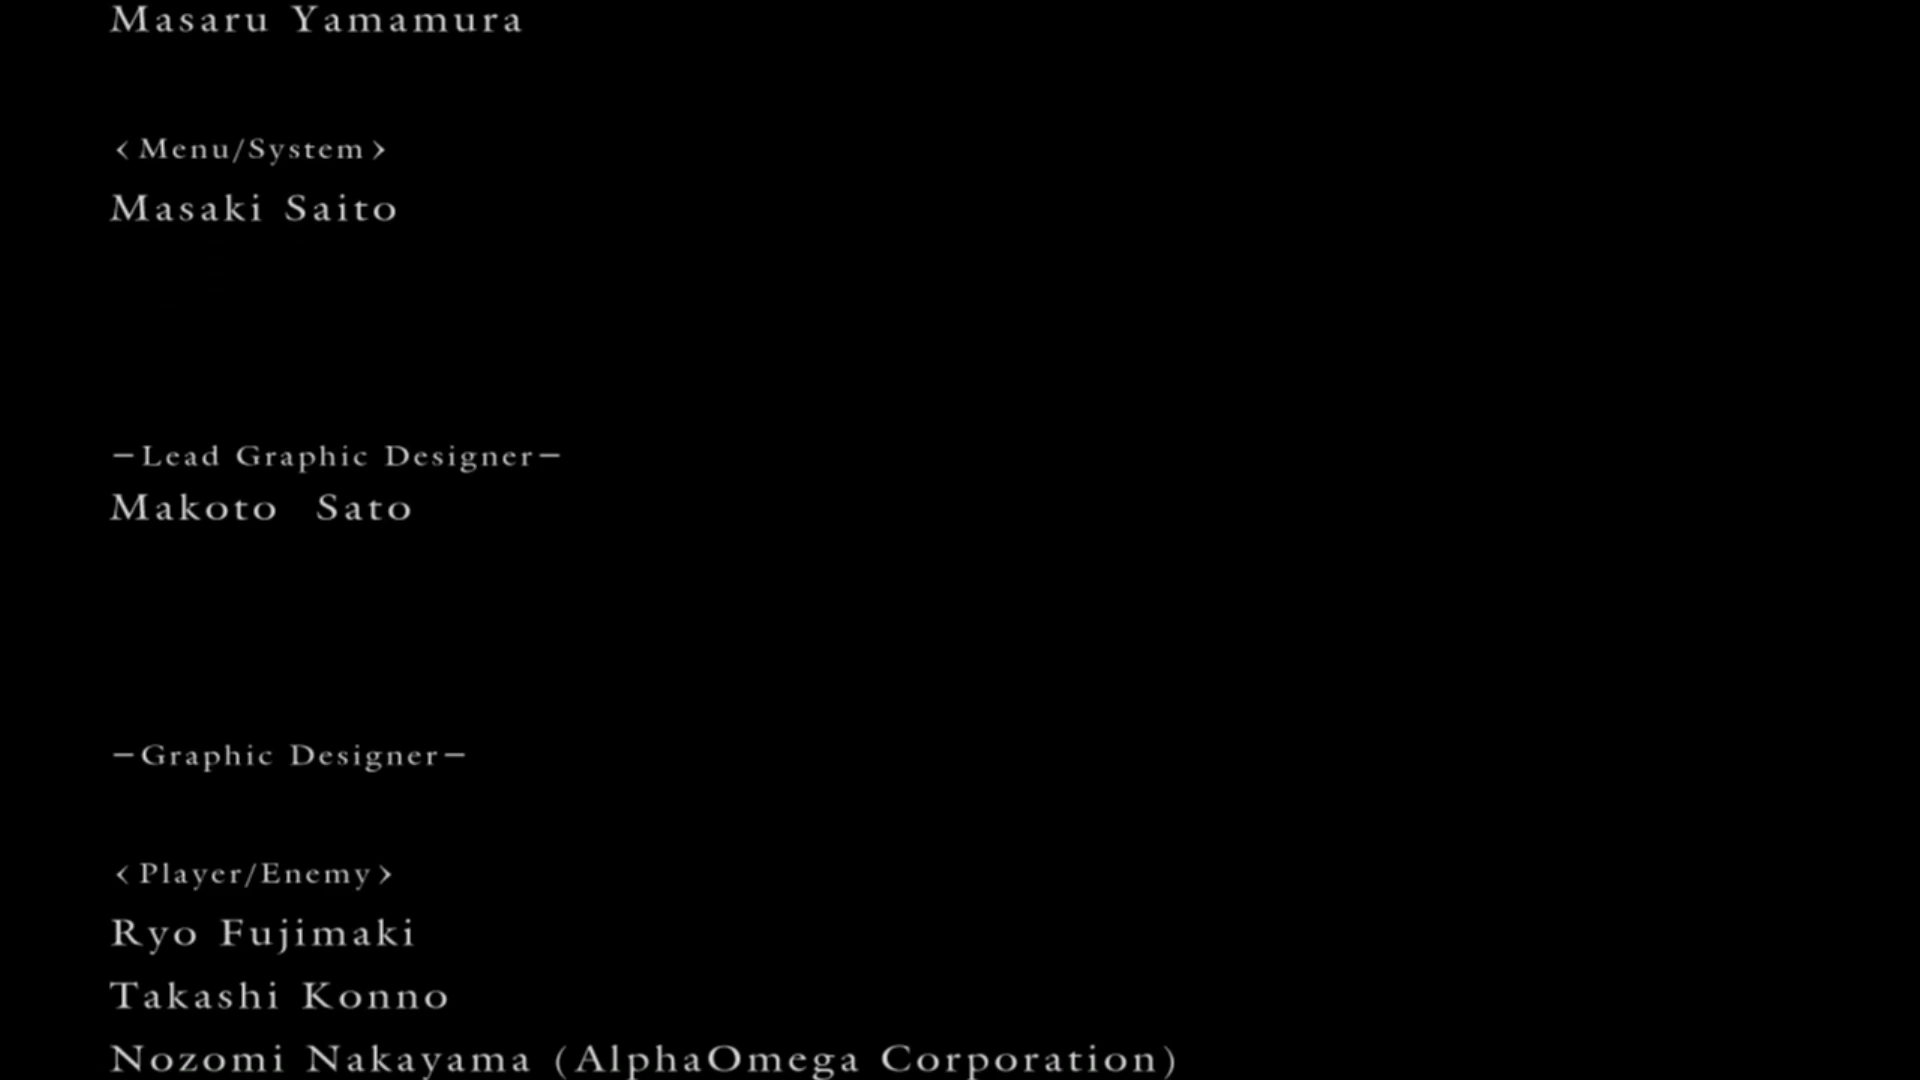 Masaru Yamamura
<Menu/System>
Masaki Saito
—Lead Graphic Designer—
Makoto  Sato
—Graphic Designer—
<Player/Enemy>
Ryo Fujimaki
Takashi Konno
Nozomi Nakayama (AlphaOmega Corporation)